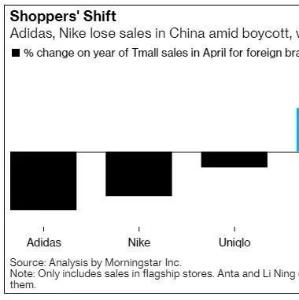 Shoppers' Shift
Adidas, Nike lose sales in China amid boycott,
% change on year of Tmall sales in April for foreign
Adidas Nike Uniqlo
Source: Analysis by Morningstar Inc.
Note: Only includes sales in flagship stores. Anta and Li Ning
them.